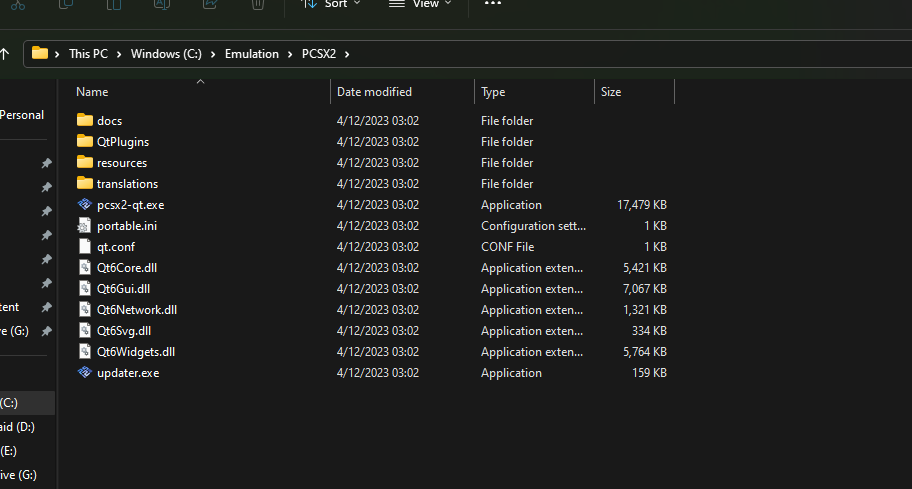 Sort View
This PC Windows (C:) Emulation PCSX2
Name Date modified Type Size
Personal
docs 4/12/2023 03:02 File folder
QtPlugins 4/12/2023 03:02 File folder
resources 4/12/2023 03:02 File folder
translations 4/12/2023 03:02 File folder
pcsx2-qt.exe 4/12/2023 03:02 Application 17,479 KB
portable.ini 4/12/2023 03:02 Configuration sett... 1 KB
qt.conf 4/12/2023 03:02 CONF File 1 KB
Qt6Core.dll 4/12/2023 03:02 Application exten... 5,421 KB
Qt6Gui.dll 4/12/2023 03:02 Application exten... 7,067 KB
tent
Qt6Network.dll 4/12/2023 03:02 Application exten... 1,321 KB
ve (G:)
Qt6Svg.dll 4/12/2023 03:02 Application exten... 334 KB
Qt6Widgets.dll 4/12/2023 03:02 Application exten... 5,764 KB
updater.exe 4/12/2023 03:02 Application 159 KB
(C:)
aid (D:)
(E:)
ive (G:)